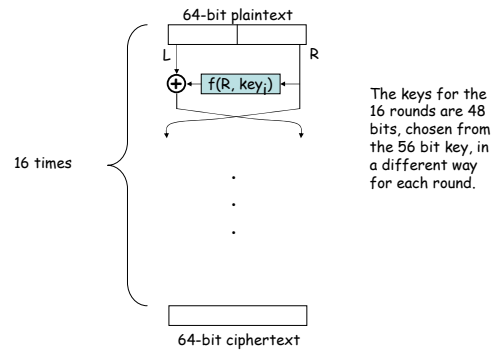 64-bit plaintext
L
R
f(R, keyi)
The keys for the
16 rounds are 48
bits, chosen from
the 56 bit key, in
a different way
for each round.
16 times
64-bit ciphertext